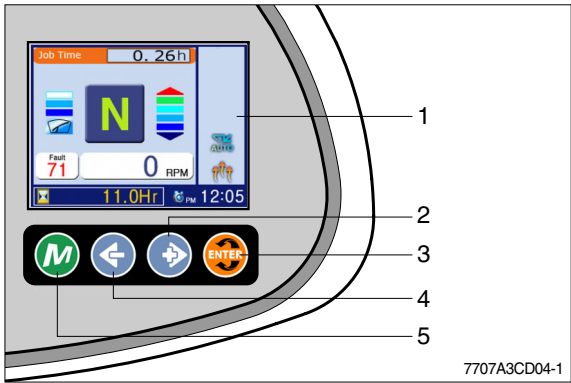 Job Time 0.26h
N
AUTO
Fault
71
0 RPM
11.0Hr PM 12:05
M ENTER
1
2
3
4
5
7707A3CD04-1